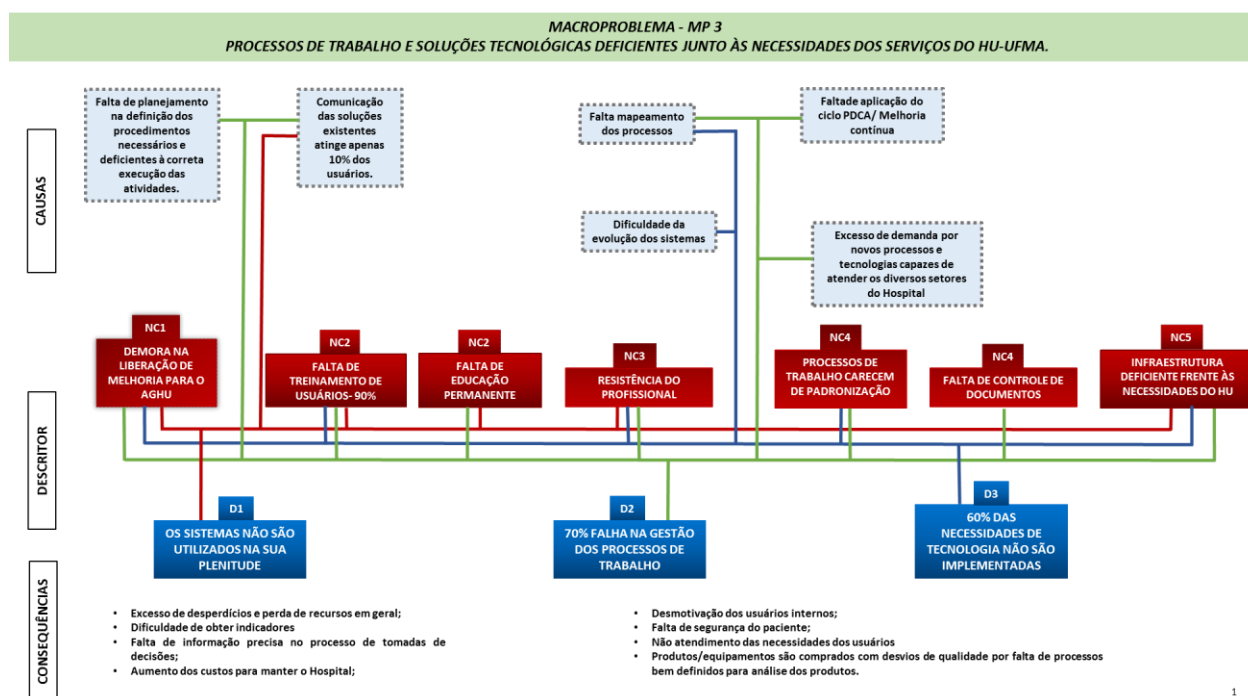 MACROPROBLEMA - MP 3
PROCESSOS DE TRABALHO E SOLUÇÕES TECNOLÓGICAS DEFICIENTES JUNTO ÀS NECESSIDADES DOS SERVIÇOS DO HU-UFMA.
CAUSAS
Falta de planejamento
na definição dos
procedimentos
necessários e
deficientes à correta
execução das
atividades.
Comunicação
das soluções
existentes
atinge apenas
10% dos
usuários.
Falta mapeamento
dos processos
Faltade aplicação do
ciclo PDCA/ Melhoria
contínua
Dificuldade da
evolução dos sistemas
Excesso de demanda por
novos processos e
tecnologias capazes de
atender os diversos setores
do Hospital
DESCRITOR
NC1
DEMORA NA
LIBERAÇÃO DE
MELHORIA PARA O
AGHU
NC2
FALTA DE
TREINAMENTO DE
USUÁRIOS- 90%
NC2
FALTA DE
EDUCAÇÃO
PERMANENTE
NC3
RESISTÊNCIA DO
PROFISSIONAL
NC4
PROCESSOS DE
TRABALHO CARECEM
DE PADRONIZAÇÃO
NC4
FALTA DE CONTROLE DE
DOCUMENTOS
NC5
INFRAESTRUTURA
DEFICIENTE FRENTE ÀS
NECESSIDADES DO HU
D1
OS SISTEMAS NÃO SÃO
UTILIZADOS NA SUA
PLENITUDE
D2
70% FALHA NA GESTÃO
DOS PROCESSOS DE
TRABALHO
D3
60% DAS
NECESSIDADES DE
TECNOLOGIA NÃO SÃO
IMPLEMENTADAS
CONSEQUÊNCIAS
• Excesso de desperdícios e perda de recursos em geral;
• Dificuldade de obter indicadores
• Falta de informação precisa no processo de tomadas de
decisões;
• Aumento dos custos para manter o Hospital;
• Desmotivação dos usuários internos;
• Falta de segurança do paciente;
• Não atendimento das necessidades dos usuários
• Produtos/equipamentos são comprados com desvios de qualidade por falta de processos
bem definidos para análise dos produtos.
1